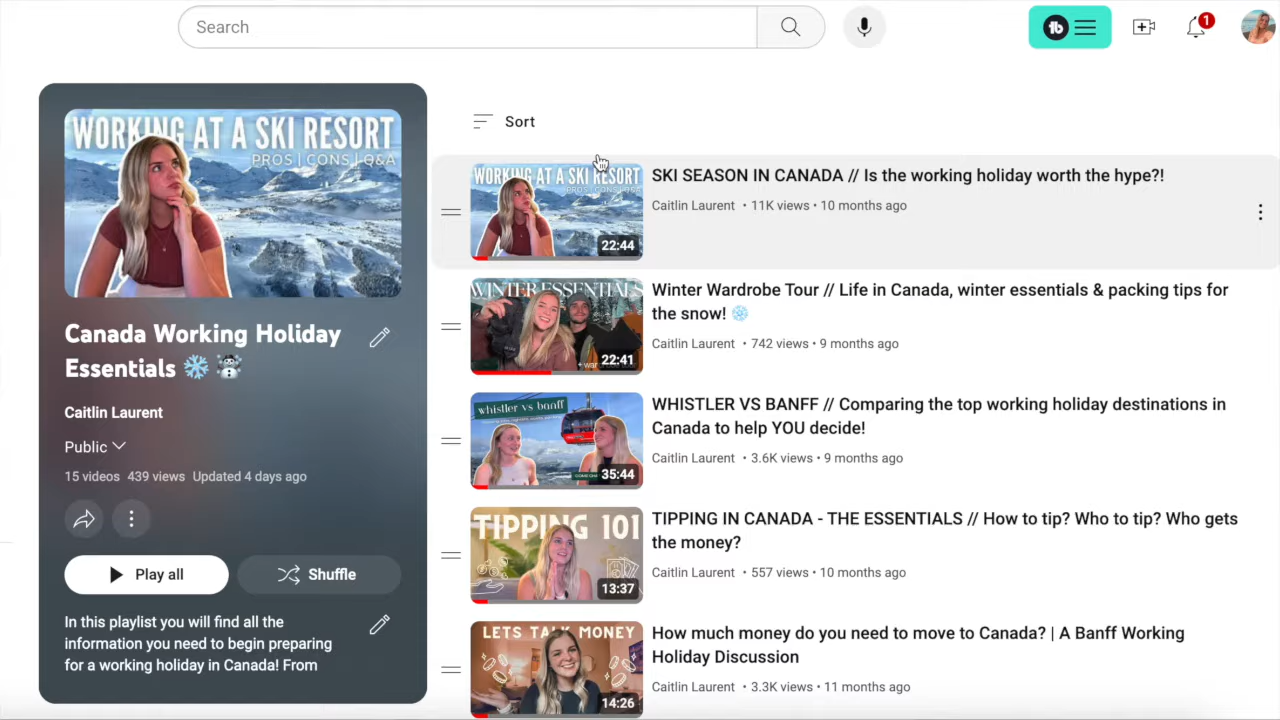 Search
1
WORKING AT A SKI RESORT
PROS | CONS | Q&A
Canada Working Holiday
Essentials ❄️ ☃️
Caitlin Laurent
Public
15 videos 439 views Updated 4 days ago
Play all
Shuffle
In this playlist you will find all the
information you need to begin preparing
for a working holiday in Canada! From
Sort
WORKING AT A SKI RESORT
PROS | CONS | Q&A
22:44
SKI SEASON IN CANADA // Is the working holiday worth the hype?!
Caitlin Laurent • 11K views • 10 months ago
WINTER ESSENTIALS
22:41
Winter Wardrobe Tour // Life in Canada, winter essentials & packing tips for
the snow! ❄️
Caitlin Laurent • 742 views • 9 months ago
whistler vs banff
35:44
WHISTLER VS BANFF // Comparing the top working holiday destinations in
Canada to help YOU decide!
Caitlin Laurent • 3.6K views • 9 months ago
TIPPING 101
13:37
TIPPING IN CANADA - THE ESSENTIALS // How to tip? Who to tip? Who gets
the money?
Caitlin Laurent • 557 views • 10 months ago
LETS TALK MONEY
14:26
How much money do you need to move to Canada? | A Banff Working
Holiday Discussion
Caitlin Laurent • 3.3K views • 11 months ago